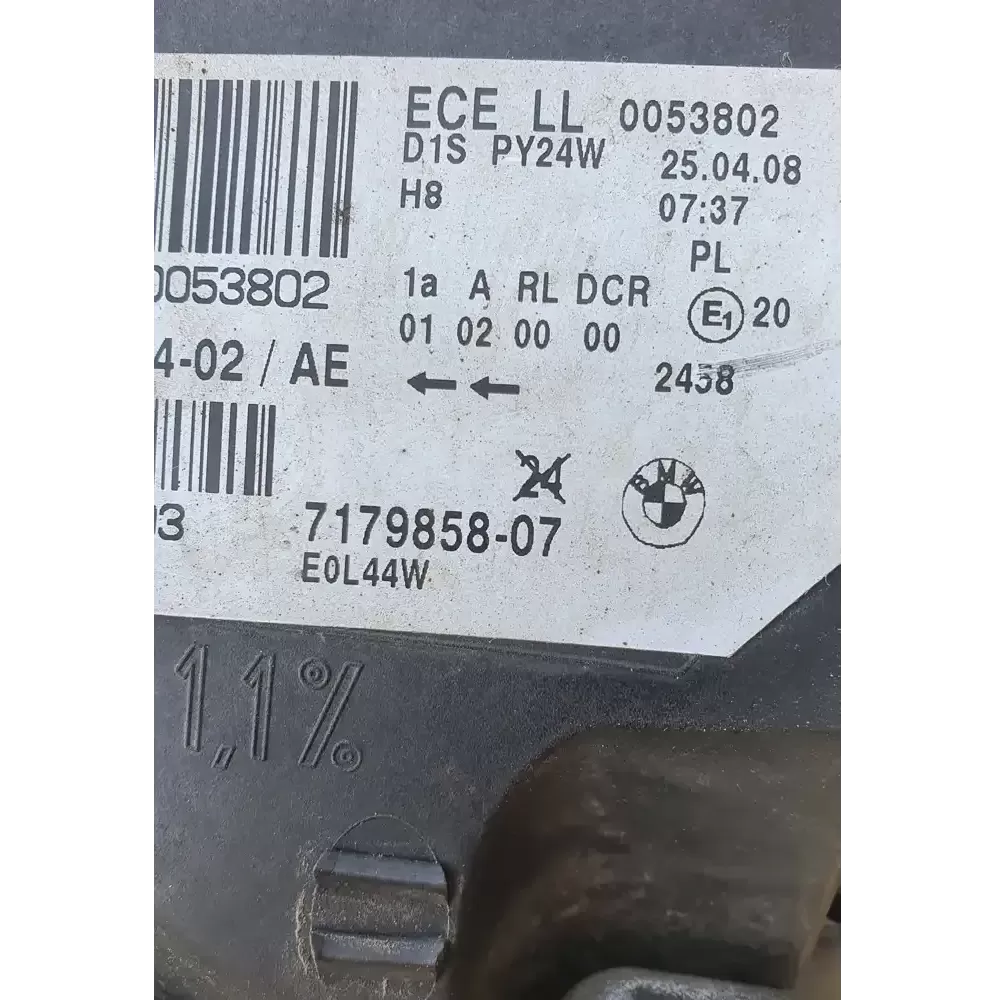 ECE LL 0053802
D1S PY24W 25.04.08
H8 07:37
PL
0053802
1a A RL DCR
E1 20
01 02 00 00
4-02 / AE
2458
24
BMW
03
7179858-07
E0L44W
1,1%